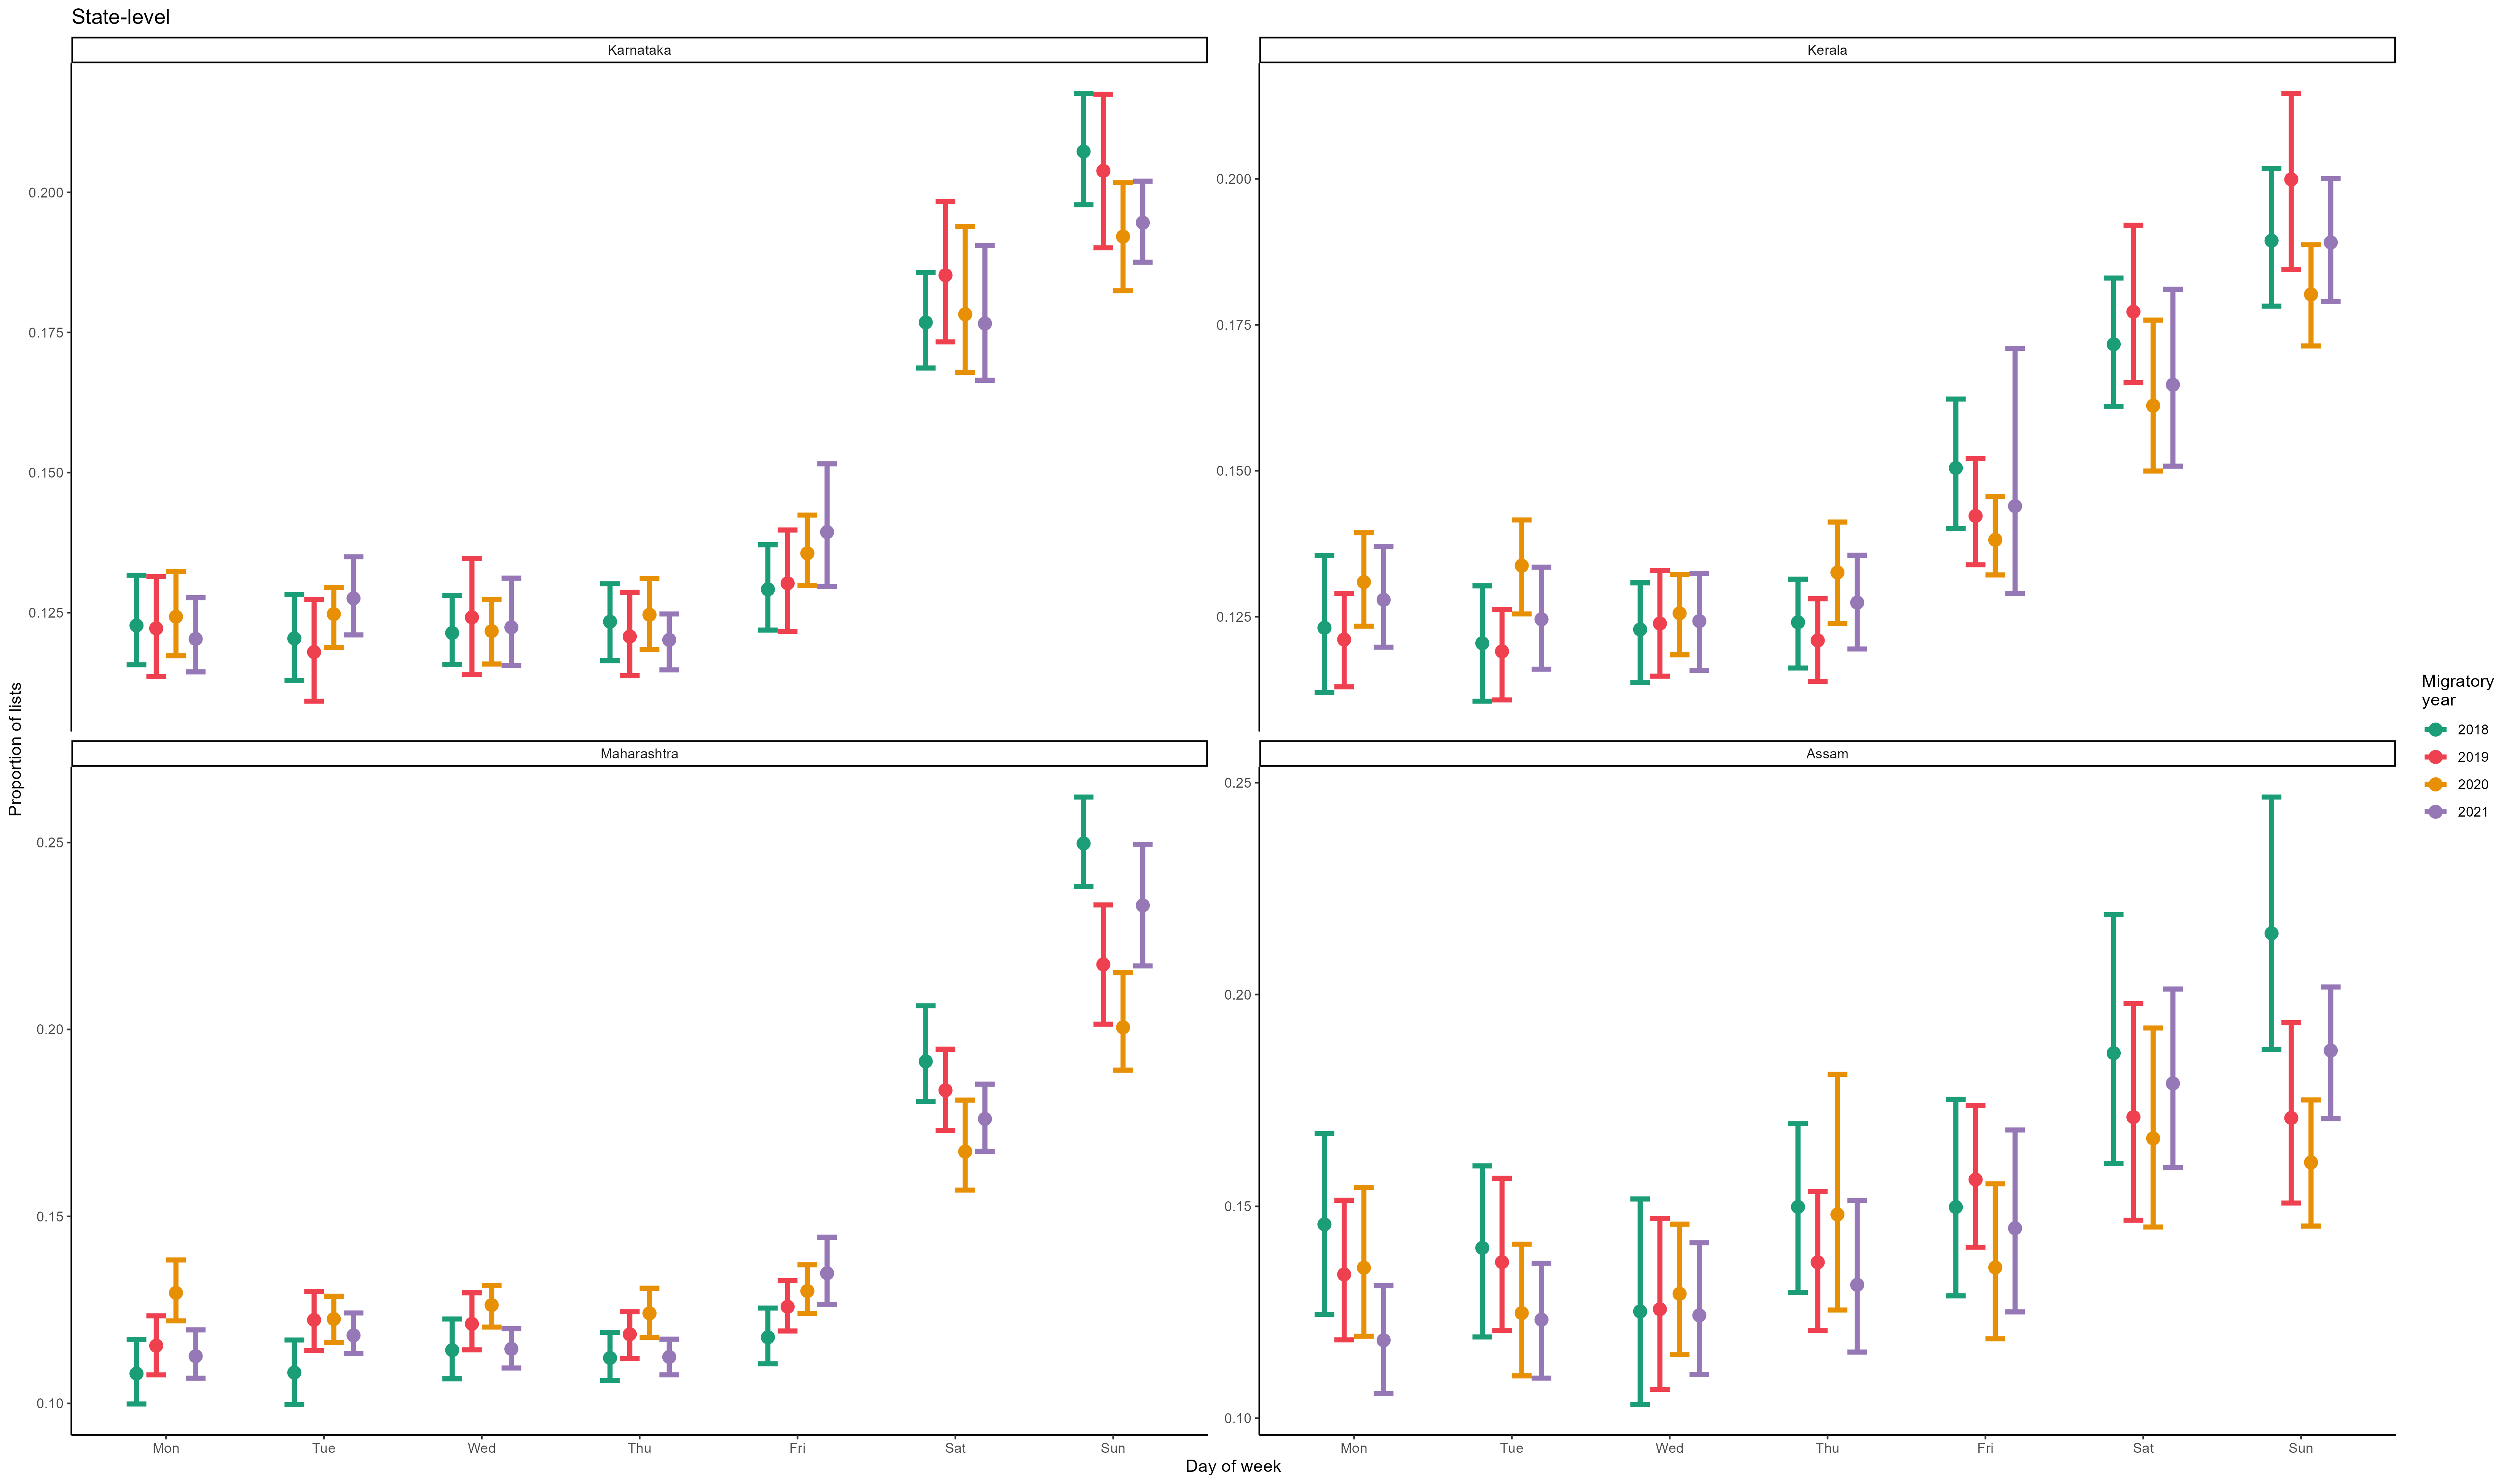 State-level
Karnataka
Kerala
0.200
0.175
0.150
0.125
0.200
0.175
0.150
0.125
Maharashtra
Assam
0.25
0.20
0.15
0.10
0.25
0.20
0.15
0.10
Mon Tue Wed Thu Fri Sat Sun
Mon Tue Wed Thu Fri Sat Sun
Day of week
Proportion of lists
Migratory
year
2018
2019
2020
2021